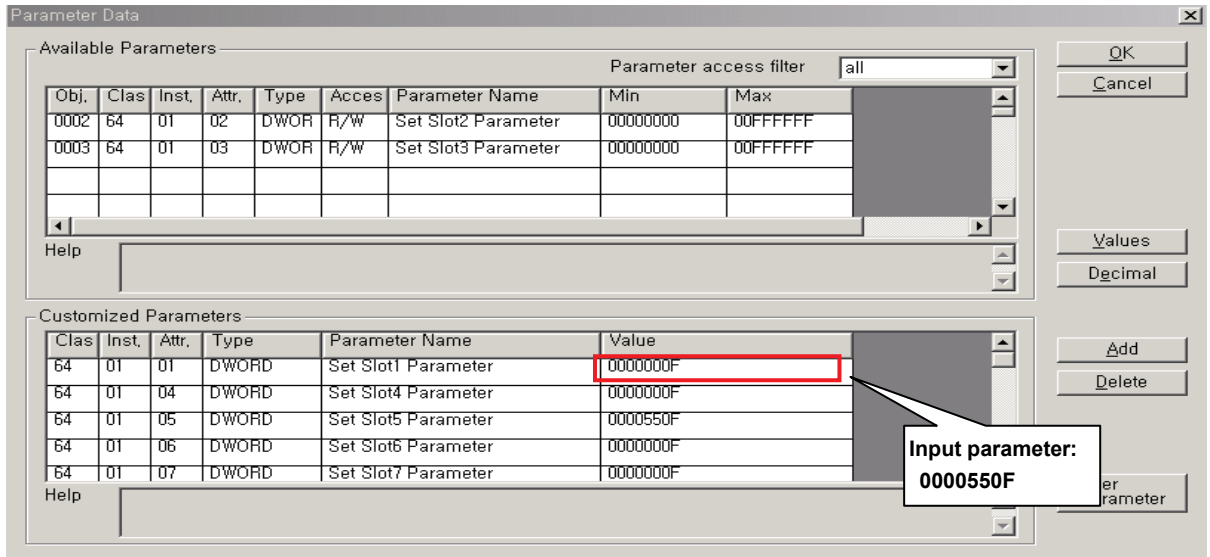 Parameter Data
Available Parameters
Parameter access filter all
Obj. Clas Inst. Attr. Type Acces Parameter Name Min Max
0002 64 01 02 DWOR R/W Set Slot2 Parameter 00000000 00FFFFFF
0003 64 01 03 DWOR R/W Set Slot3 Parameter 00000000 00FFFFFF
Help
Customized Parameters
Clas Inst. Attr. Type Parameter Name Value
64 01 01 DWORD Set Slot1 Parameter 0000000F
64 01 04 DWORD Set Slot4 Parameter 0000000F
64 01 05 DWORD Set Slot5 Parameter 0000550F
64 01 06 DWORD Set Slot6 Parameter 0000000F
64 01 07 DWORD Set Slot7 Parameter 0000000F
Help
OK
Cancel
Values
Decimal
Add
Delete
Input parameter:
0000550F